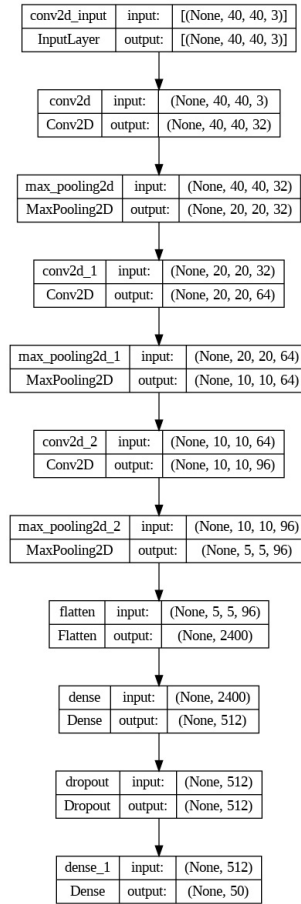 conv2d_input input: [(None, 40, 40, 3)]
InputLayer output: [(None, 40, 40, 3)]
conv2d input: (None, 40, 40, 3)
Conv2D output: (None, 40, 40, 32)
max_pooling2d input: (None, 40, 40, 32)
MaxPooling2D output: (None, 20, 20, 32)
conv2d_1 input: (None, 20, 20, 32)
Conv2D output: (None, 20, 20, 64)
max_pooling2d_1 input: (None, 20, 20, 64)
MaxPooling2D output: (None, 10, 10, 64)
conv2d_2 input: (None, 10, 10, 64)
Conv2D output: (None, 10, 10, 96)
max_pooling2d_2 input: (None, 10, 10, 96)
MaxPooling2D output: (None, 5, 5, 96)
flatten input: (None, 5, 5, 96)
Flatten output: (None, 2400)
dense input: (None, 2400)
Dense output: (None, 512)
dropout input: (None, 512)
Dropout output: (None, 512)
dense_1 input: (None, 512)
Dense output: (None, 50)